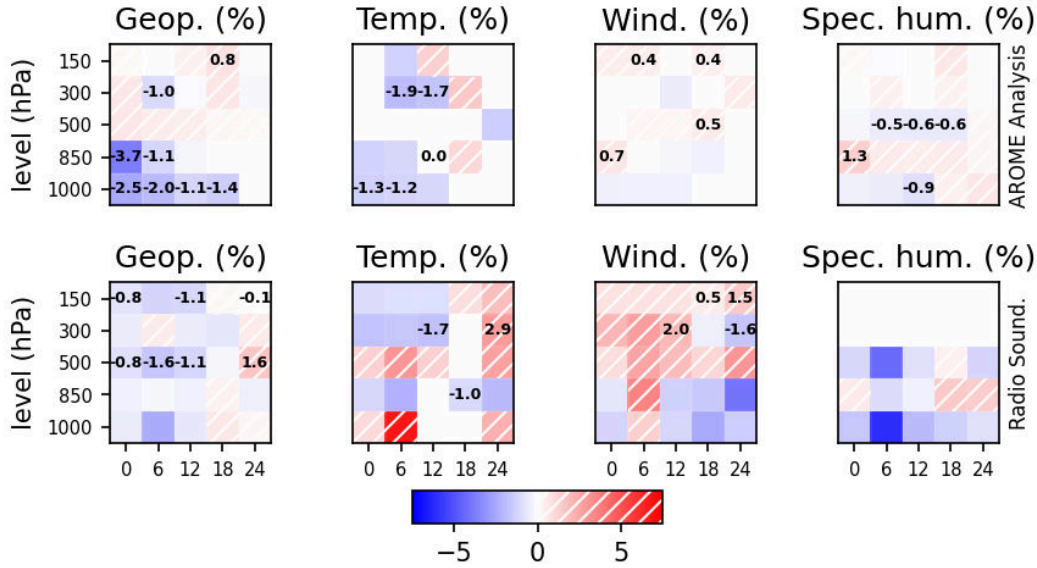 Geop. (%) Temp. (%) Wind. (%) Spec. hum. (%)
150 0.8 0.4 0.4
300 -1.0 -1.9 -1.7
500 0.5 -0.5 -0.6 -0.6
850 -3.7 -1.1 0.0 0.7 1.3
1000 -2.5 -2.0 -1.1 -1.4 -1.3 -1.2 -0.9
level (hPa)
AROME Analysis
Geop. (%) Temp. (%) Wind. (%) Spec. hum. (%)
150 -0.8 -1.1 -0.1 0.5 1.5
300 -1.7 2.9 2.0 -1.6
500 -0.8 -1.6 -1.1 1.6
850 -1.0
1000
level (hPa)
Radio Sound.
0 6 12 18 24 0 6 12 18 24 0 6 12 18 24 0 6 12 18 24
−5 0 5